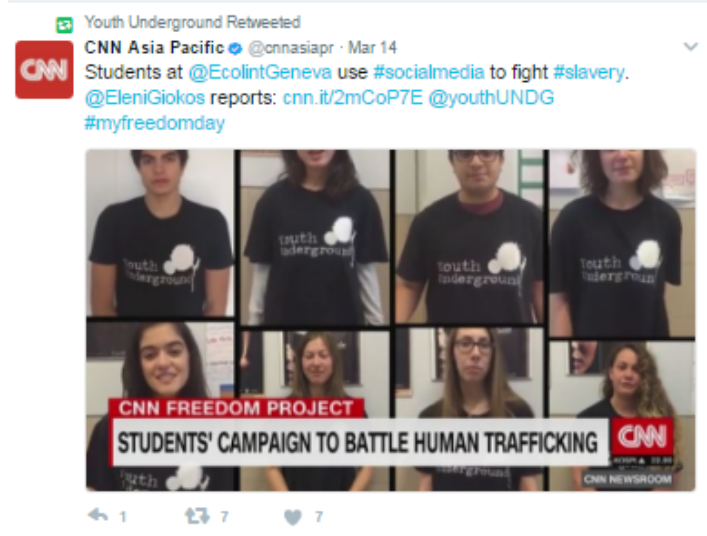 Youth Underground Retweeted
CNN Asia Pacific @cnnasiapr · Mar 14
CNN
Students at @EcolintGeneva use #socialmedia to fight #slavery.
@EleniGiokos reports: cnn.it/2mCoP7E @youthUNDG
#myfreedomday
Youth
Underground
Youth
Underground
Youth
Underground
Youth
Underground
CNN FREEDOM PROJECT
STUDENTS' CAMPAIGN TO BATTLE HUMAN TRAFFICKING
CNN
CNN NEWSROOM
1 7 7